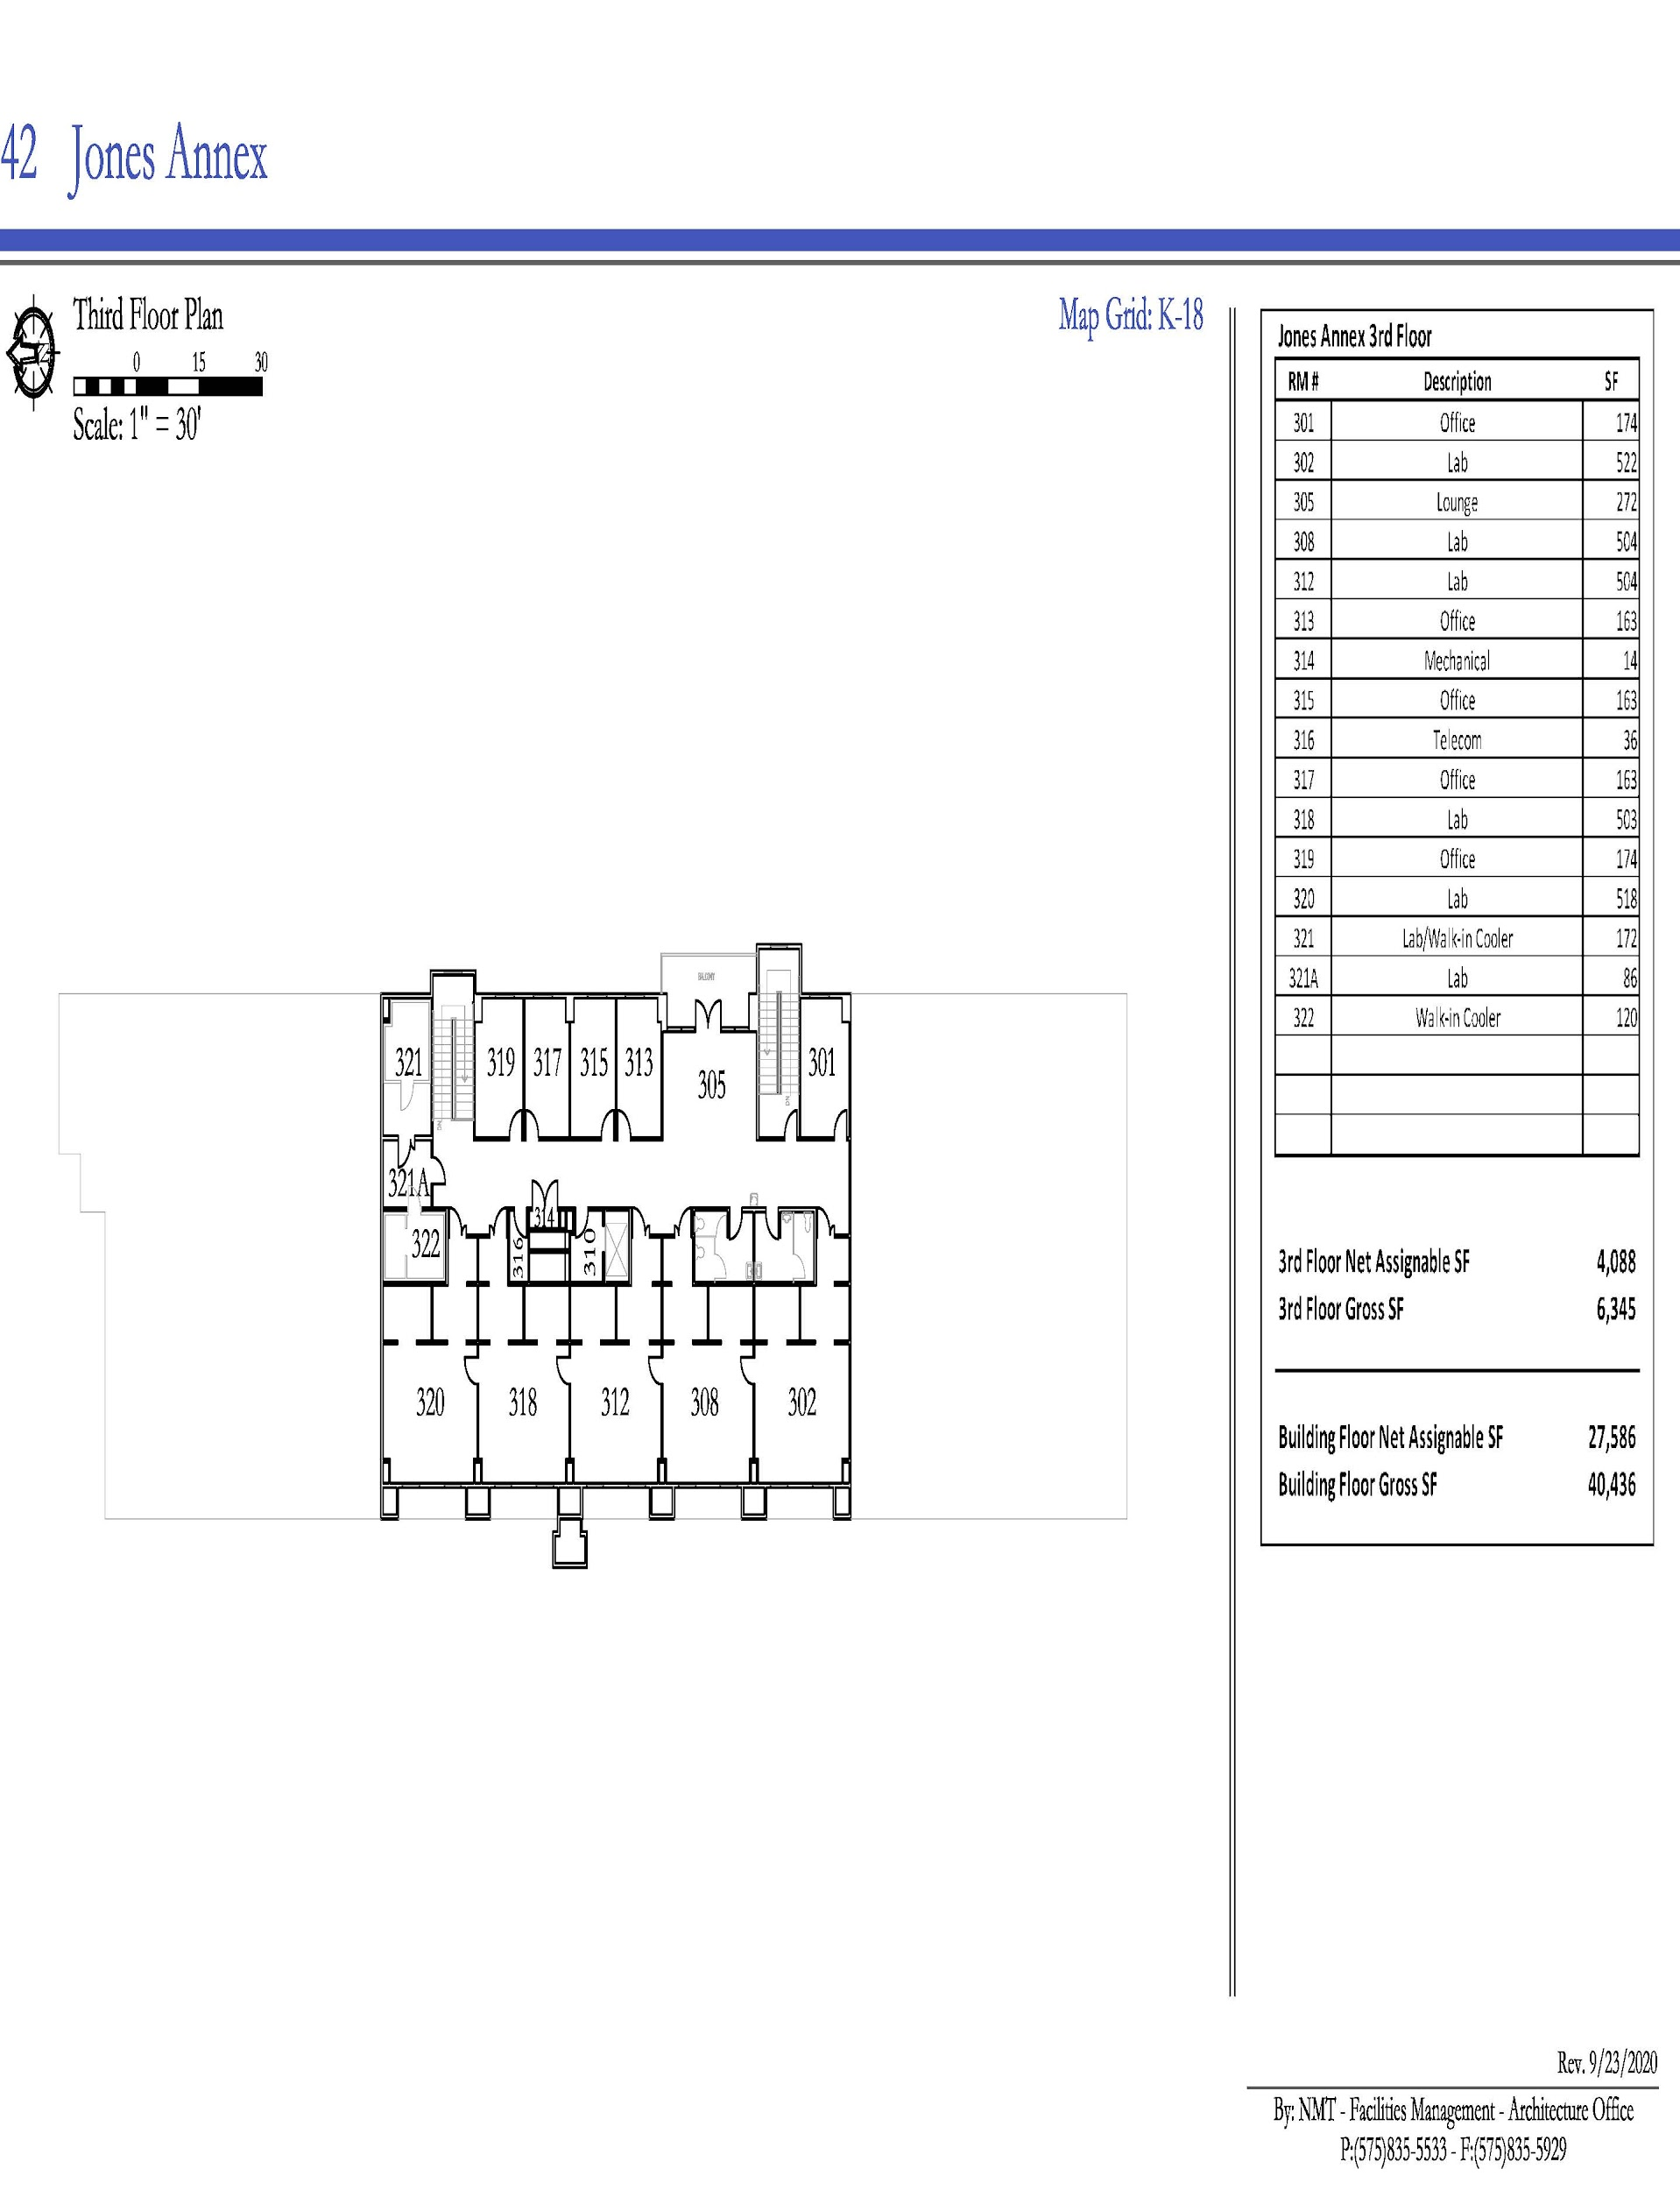 42 Jones Annex
Third Floor Plan
0 15 30
Scale: 1" = 30'
Map Grid: K-18
N
BALCONY
321
319
317
315
313
305
301
DN
DN
321A
314
322
316
310
320
318
312
308
302
Jones Annex 3rd Floor
RM # Description SF
301 Office 174
302 Lab 522
305 Lounge 272
308 Lab 504
312 Lab 504
313 Office 163
314 Mechanical 14
315 Office 163
316 Telecom 36
317 Office 163
318 Lab 503
319 Office 174
320 Lab 518
321 Lab/Walk-in Cooler 172
321A Lab 86
322 Walk-in Cooler 120
3rd Floor Net Assignable SF 4,088
3rd Floor Gross SF 6,345
Building Floor Net Assignable SF 27,586
Building Floor Gross SF 40,436
Rev. 9/23/2020
By: NMT - Facilities Management - Architecture Office
P:(575)835-5533 - F:(575)835-5929